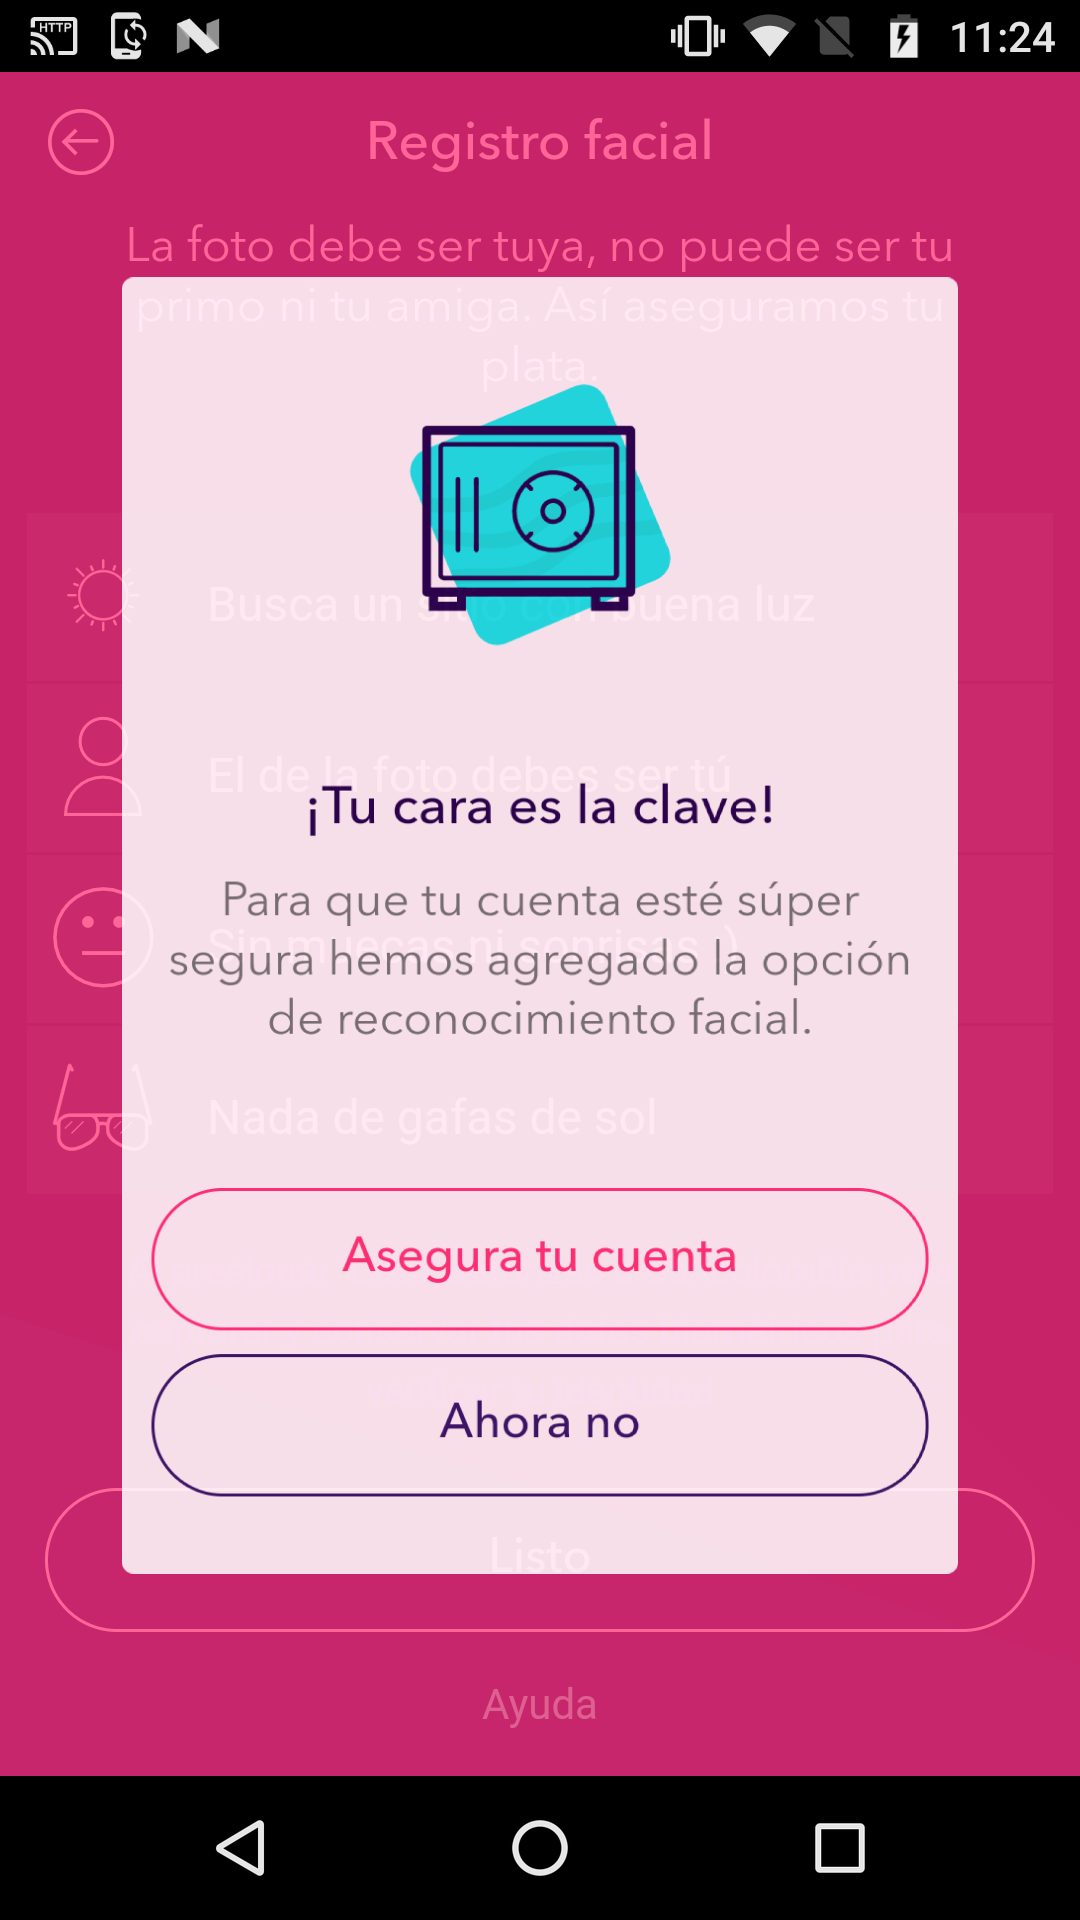 HTTP
11:24
Registro facial
La foto debe ser tuya, no puede ser tu
primo ni tu amiga. Así aseguramos tu
plata.
Busca un sitio con buena luz
El de la foto debes ser tú
¡Tu cara es la clave!
Para que tu cuenta esté súper
Sin muecas ni sonrisas :)
segura hemos agregado la opción
de reconocimiento facial.
Nada de gafas de sol
Asegura tu cuenta
Ahora no
Listo
Ayuda